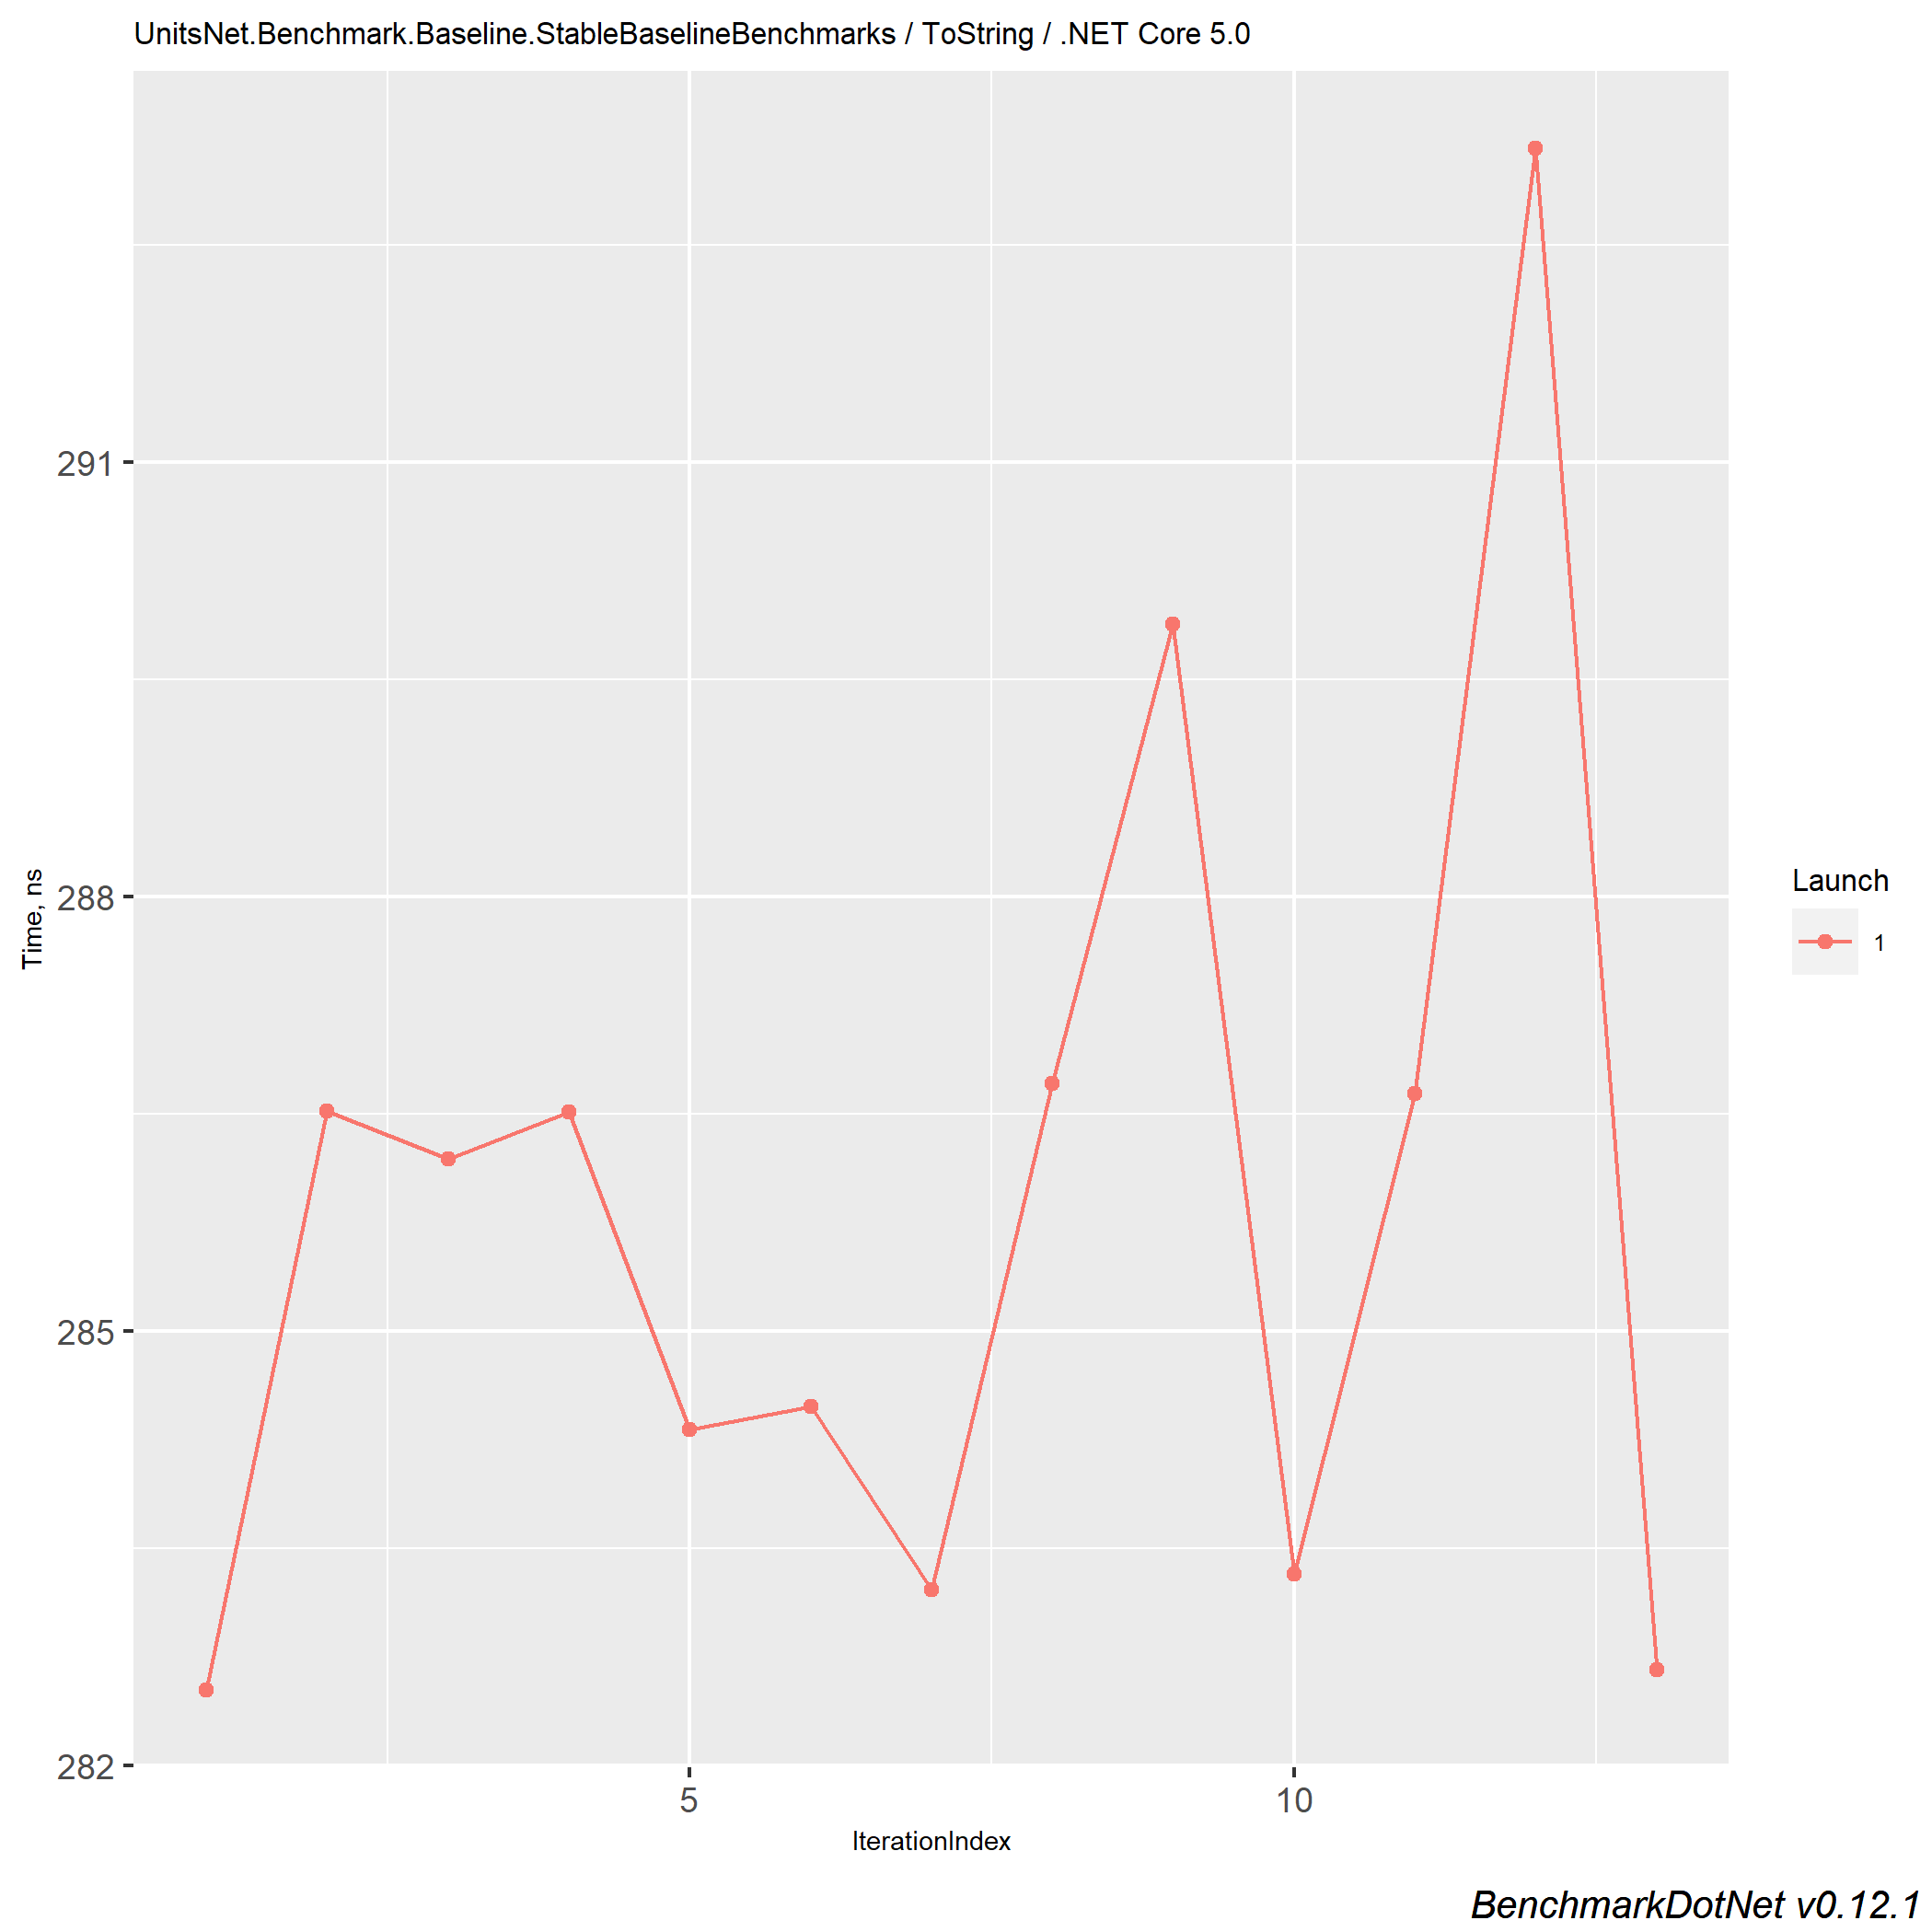 UnitsNet.Benchmark.Baseline.StableBaselineBenchmarks / ToString / .NET Core 5.0
Time, ns
291
288
285
282
5
10
IterationIndex
Launch
1
BenchmarkDotNet v0.12.1